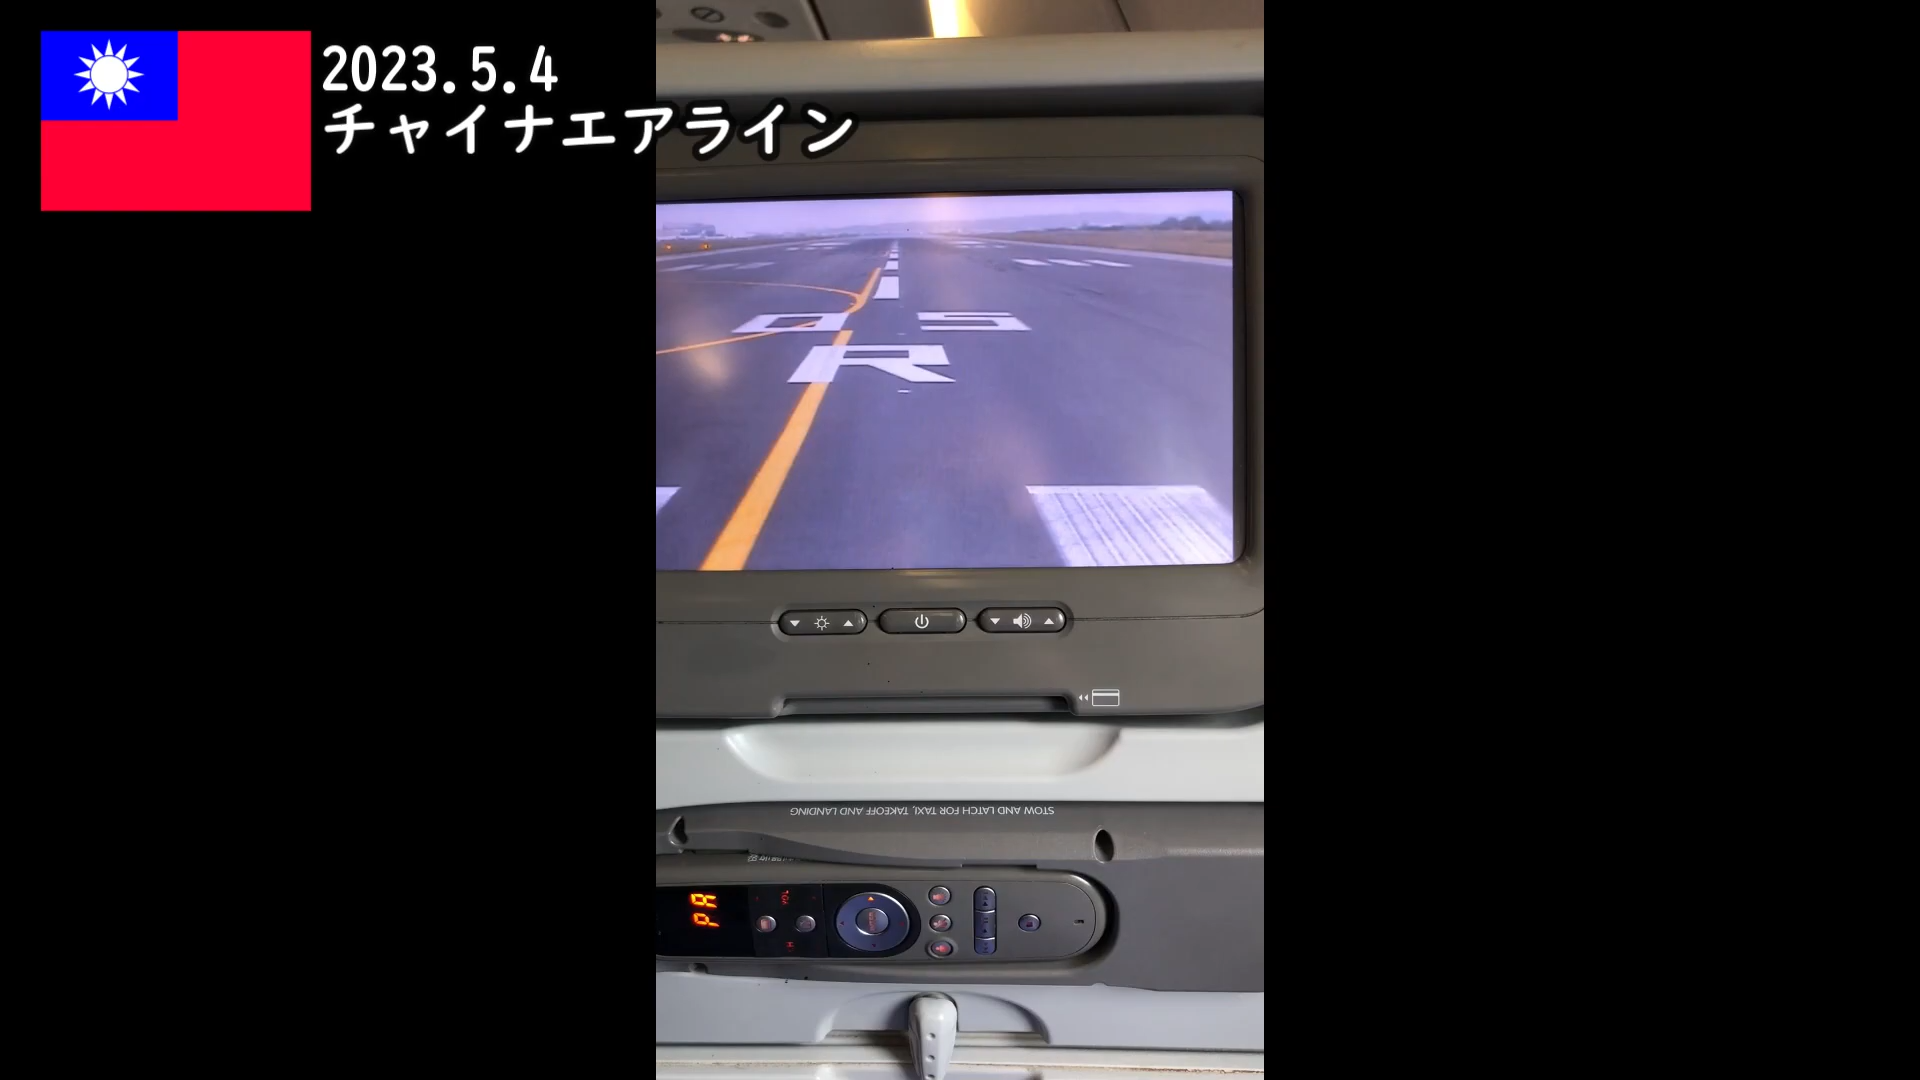 2023.5.4
チャイナエアライン
05
R
STOW AND LATCH FOR TAXI, TAKEOFF AND LANDING
PA